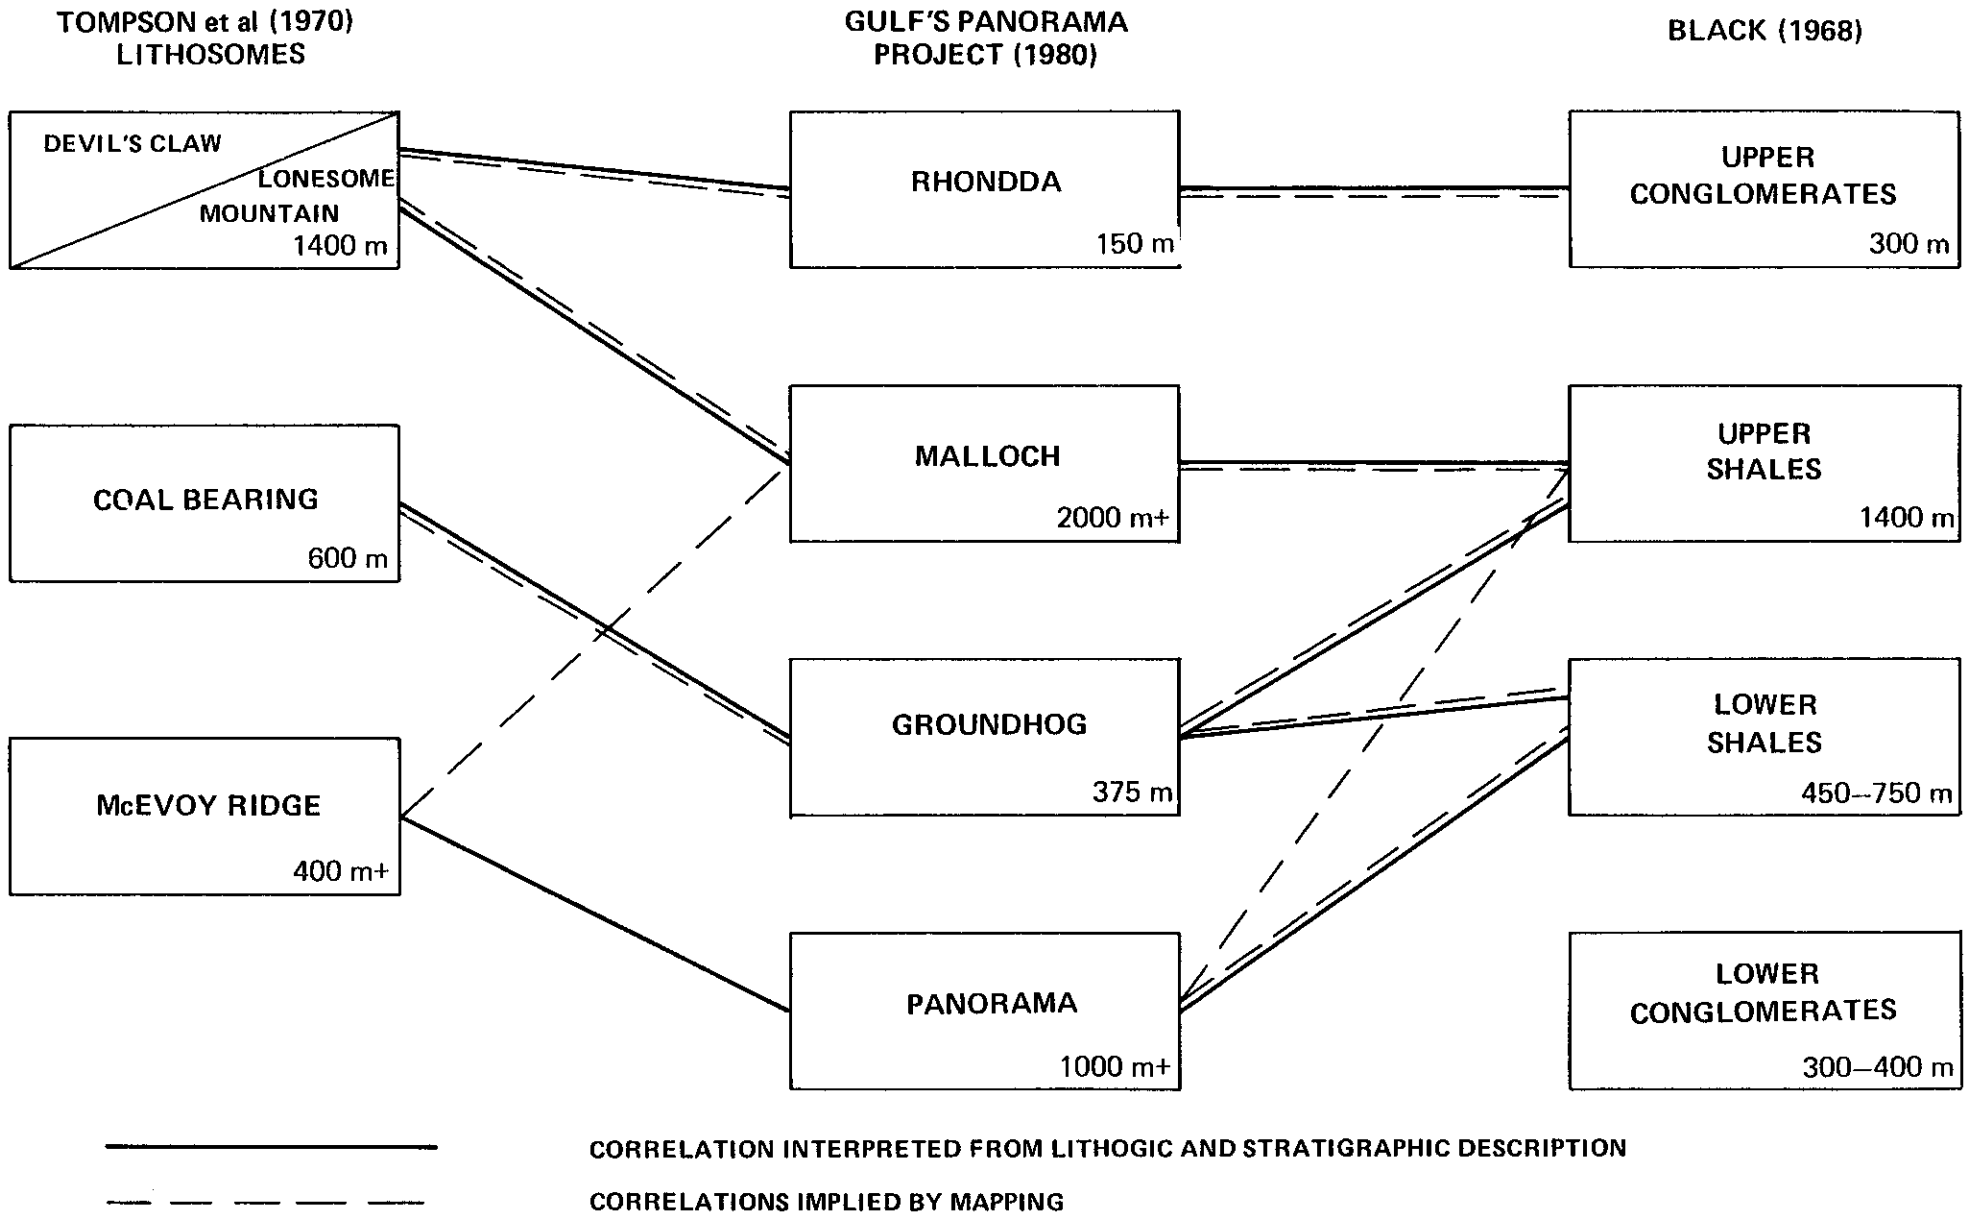 TOMPSON et al (1970)
LITHOSOMES
GULF'S PANORAMA
PROJECT (1980)
BLACK (1968)
DEVIL'S CLAW
LONESOME
MOUNTAIN
1400 m
RHONDDA
150 m
UPPER
CONGLOMERATES
300 m
COAL BEARING
600 m
MALLOCH
2000 m+
UPPER
SHALES
1400 m
McEVOY RIDGE
400 m+
GROUNDHOG
375 m
LOWER
SHALES
450–750 m
PANORAMA
1000 m+
LOWER
CONGLOMERATES
300–400 m
CORRELATION INTERPRETED FROM LITHOGIC AND STRATIGRAPHIC DESCRIPTION
CORRELATIONS IMPLIED BY MAPPING